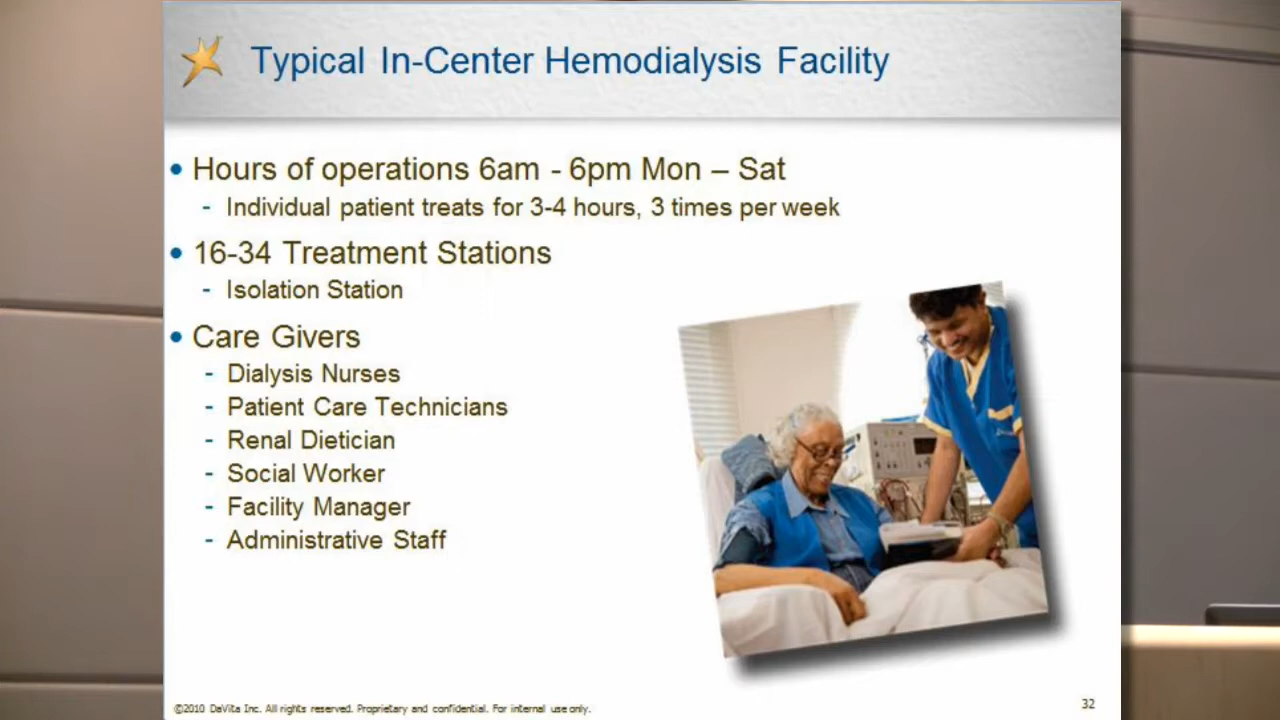 Typical In-Center Hemodialysis Facility
• Hours of operations 6am - 6pm Mon – Sat
- Individual patient treats for 3-4 hours, 3 times per week
• 16-34 Treatment Stations
- Isolation Station
• Care Givers
- Dialysis Nurses
- Patient Care Technicians
- Renal Dietician
- Social Worker
- Facility Manager
- Administrative Staff
©2010 DaVita Inc. All rights reserved. Proprietary and confidential. For internal use only.
32